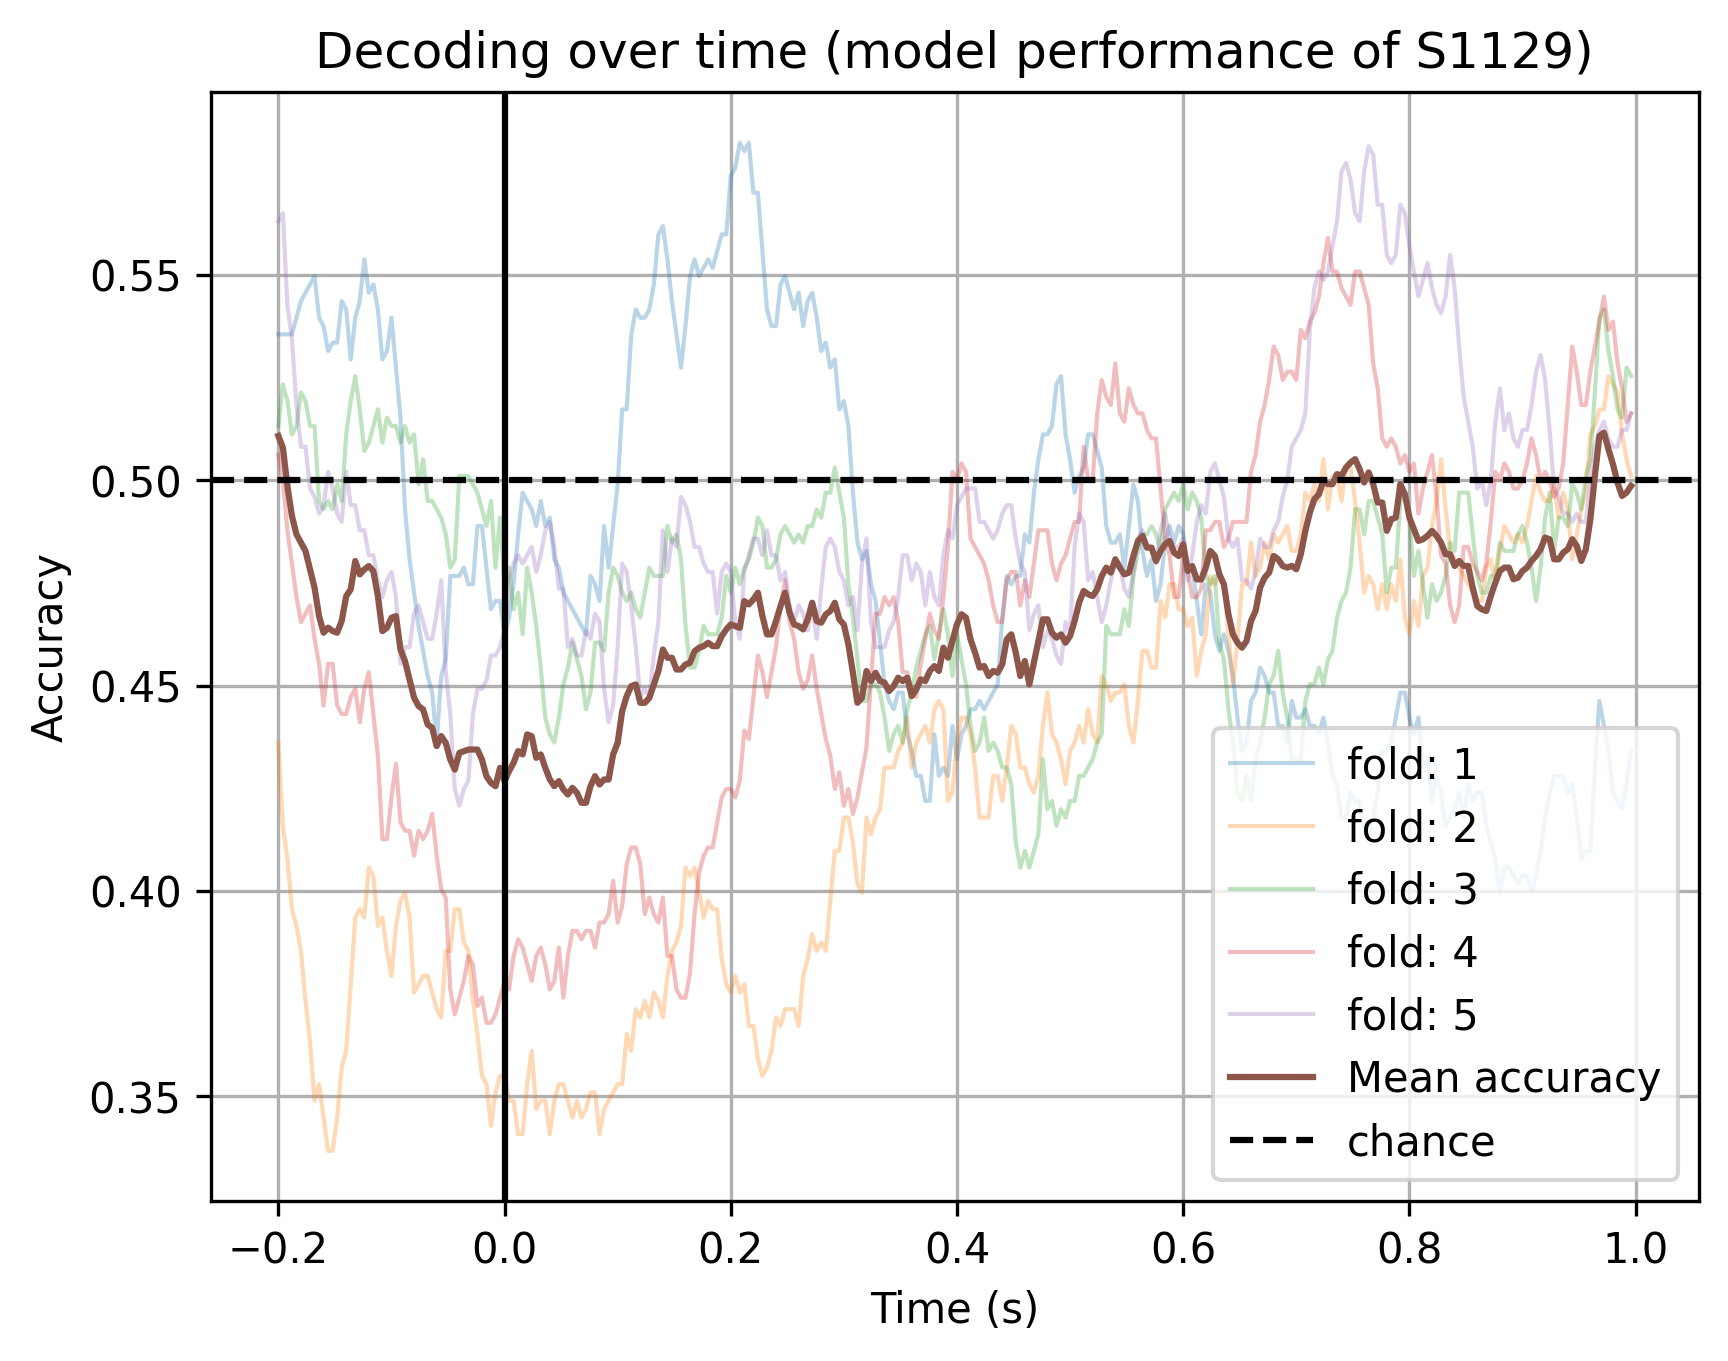 Decoding over time (model performance of S1129)
Accuracy
0.55
0.50
0.45
0.40
0.35
fold: 1
fold: 2
fold: 3
fold: 4
fold: 5
Mean accuracy
chance
−0.2 0.0 0.2 0.4 0.6 0.8 1.0
Time (s)